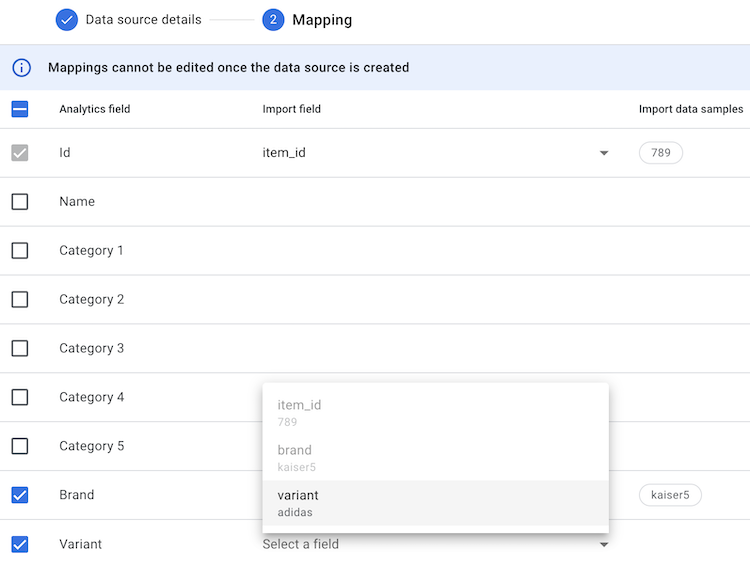 Data source details
2 Mapping
Mappings cannot be edited once the data source is created
Analytics field Import field Import data samples
Id item_id 789
Name
Category 1
Category 2
Category 3
Category 4
Category 5
item_id
789
brand
kaiser5
variant
adidas
Brand kaiser5
Variant Select a field